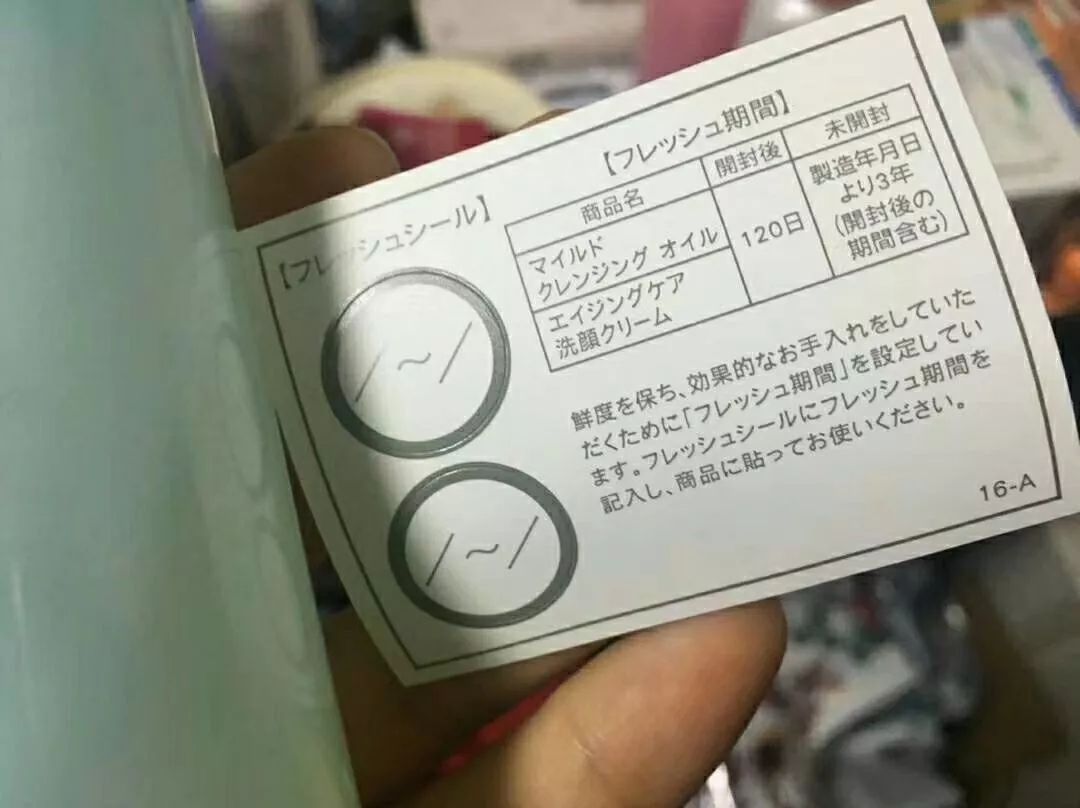 【フレッシュシール】
/～/
/～/
【フレッシュ期間】
商品名
開封後
未開封
マイルド
クレンジング オイル
エイジングケア
洗顔クリーム
120日
製造年月日
より3年
(開封後の
期間含む)
鮮度を保ち、効果的なお手入れをしていた
だくために「フレッシュ期間」を設定してい
ます。フレッシュシールにフレッシュ期間を
記入し、商品に貼ってお使いください。
16-A